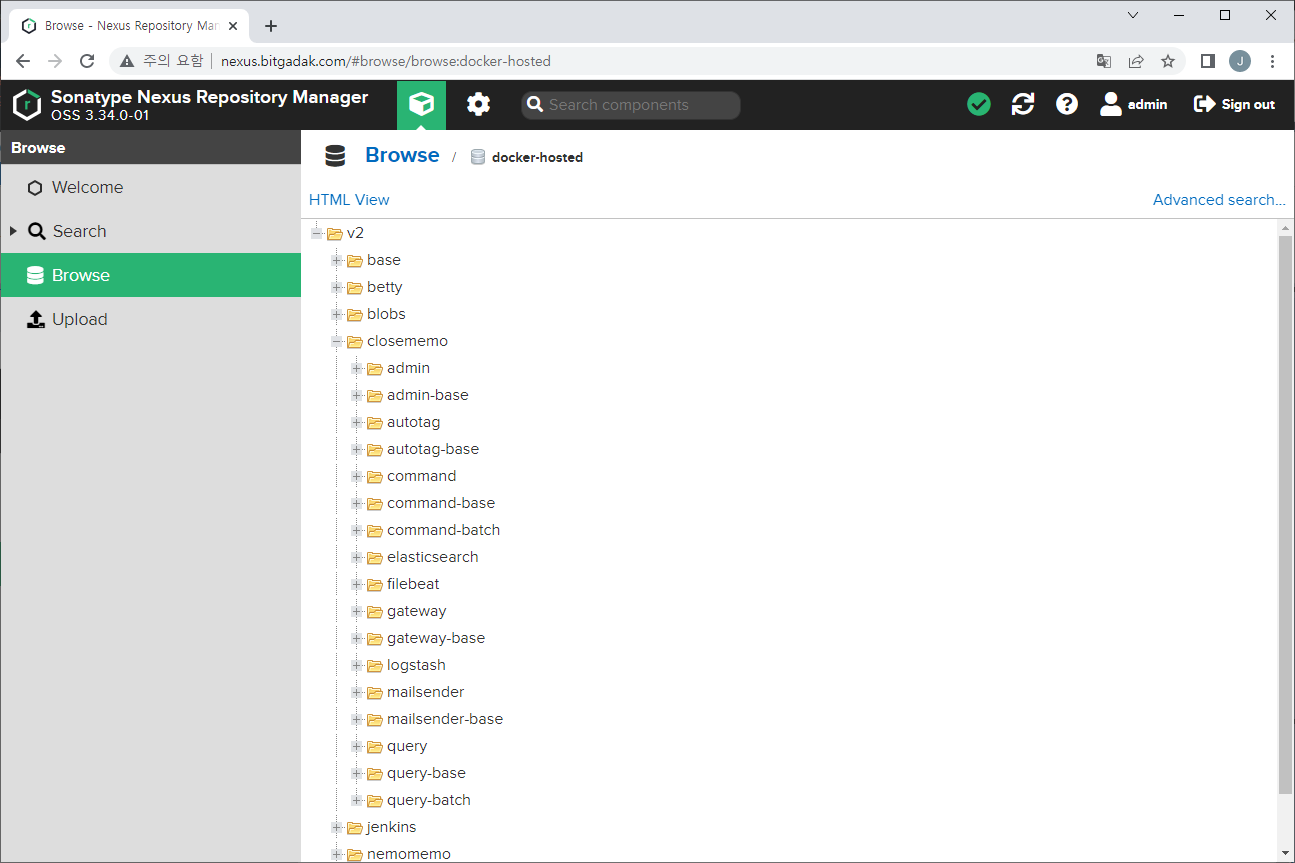 Browse - Nexus Repository Man
주의 요함 nexus.bitgadak.com/#browse/browse:docker-hosted J
Sonatype Nexus Repository Manager
OSS 3.34.0-01
Search components
admin Sign out
Browse
Welcome
Search
Browse
Upload
Browse / docker-hosted
HTML View Advanced search...
v2
base
betty
blobs
closememo
admin
admin-base
autotag
autotag-base
command
command-base
command-batch
elasticsearch
filebeat
gateway
gateway-base
logstash
mailsender
mailsender-base
query
query-base
query-batch
jenkins
nemomemo